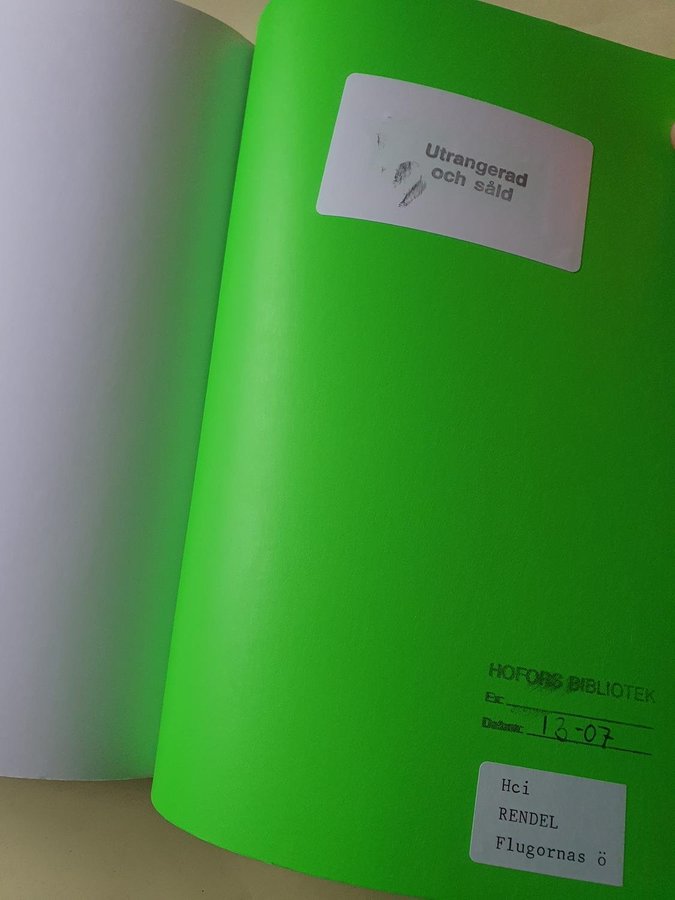 Utrangerad
och såld
HOFORS BIBLIOTEK
Ex:
Datum: 13-07
Hci
RENDEL
Flugornas ö